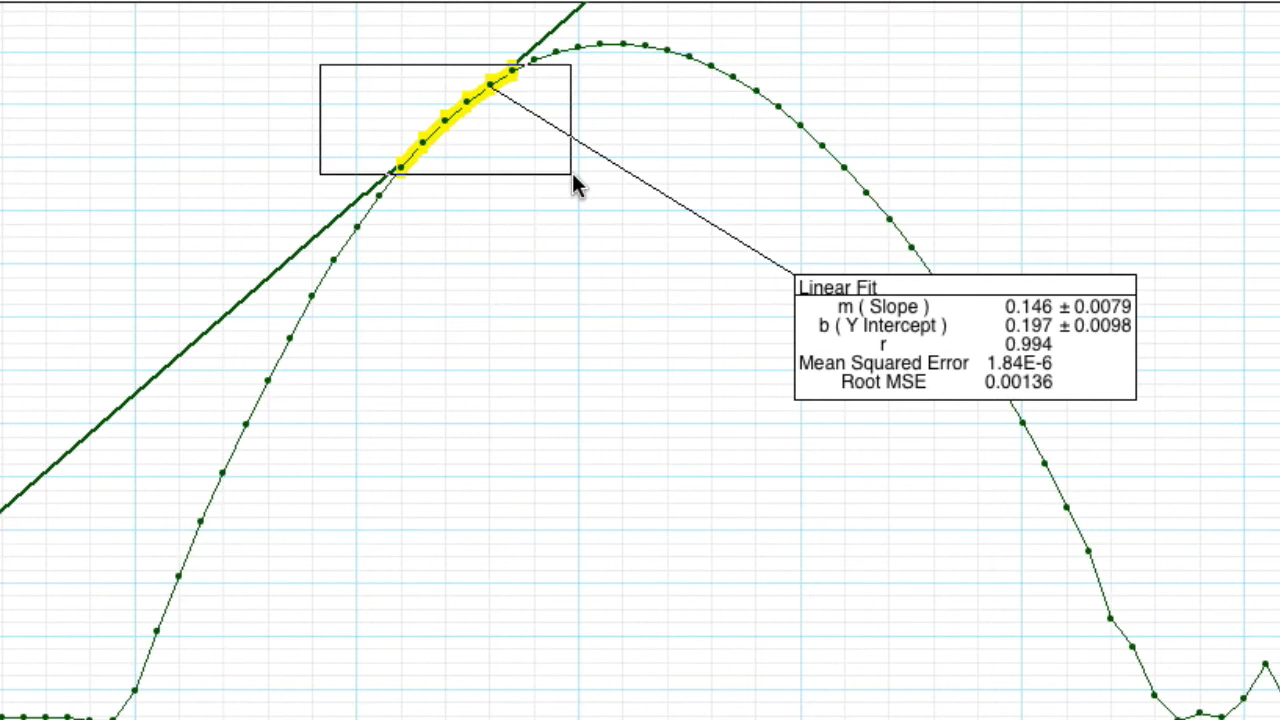 Linear Fit
m ( Slope ) 0.146 ± 0.0079
b ( Y Intercept ) 0.197 ± 0.0098
r 0.994
Mean Squared Error 1.84E-6
Root MSE 0.00136